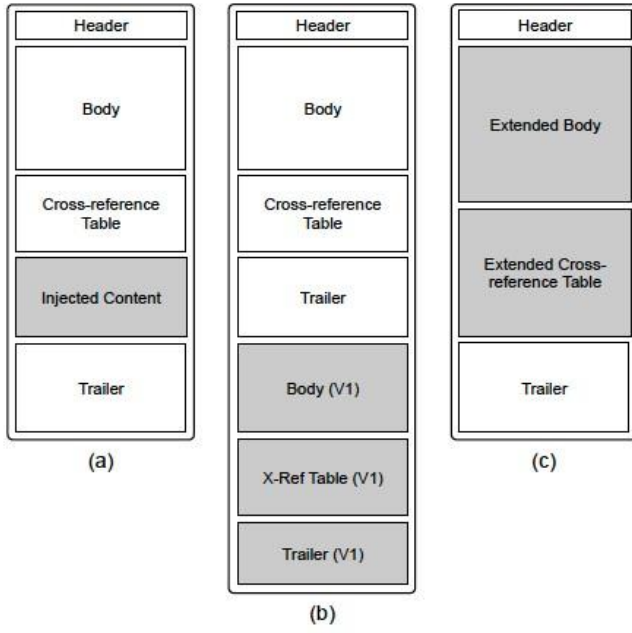 Header
Body
Cross-reference
Table
Injected Content
Trailer
(a)
Header
Body
Cross-reference
Table
Trailer
Body (V1)
X-Ref Table (V1)
Trailer (V1)
(b)
Header
Extended Body
Extended Cross-
reference Table
Trailer
(c)